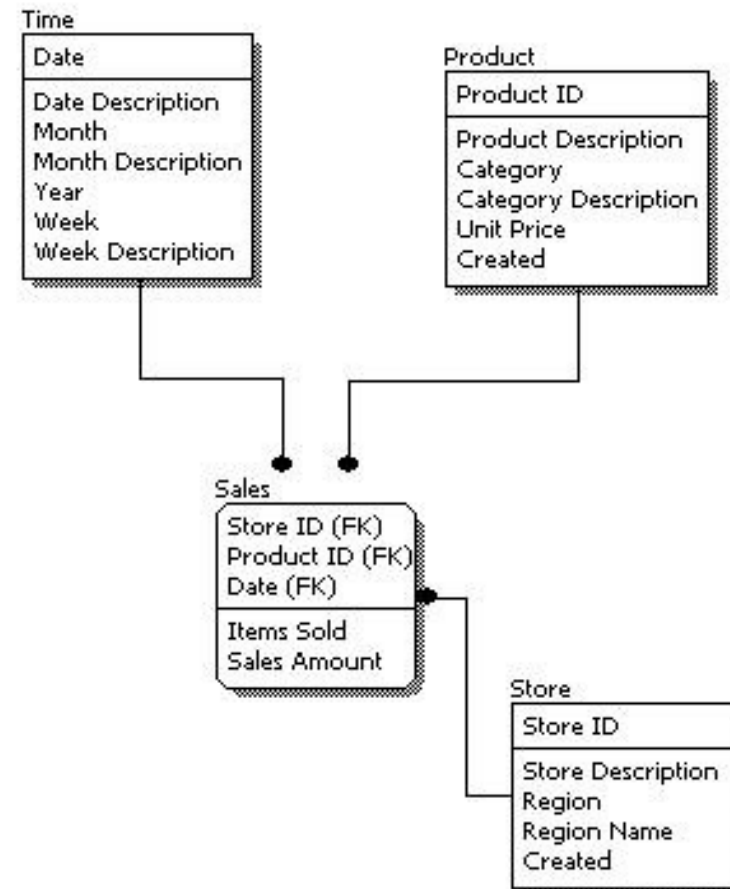 Time
Date
Date Description
Month
Month Description
Year
Week
Week Description
Product
Product ID
Product Description
Category
Category Description
Unit Price
Created
Sales
Store ID (FK)
Product ID (FK)
Date (FK)
Items Sold
Sales Amount
Store
Store ID
Store Description
Region
Region Name
Created